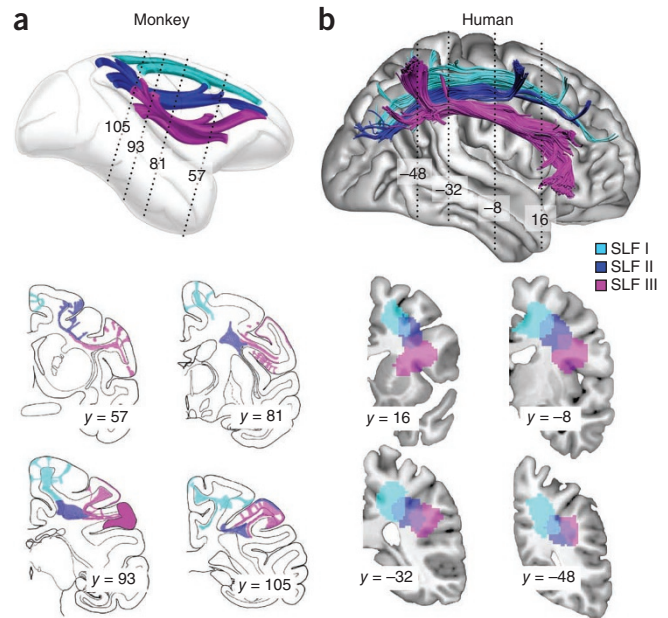 a
Monkey
105
93
81
57
b
Human
–48
–32
–8
16
SLF I
SLF II
SLF III
y = 57
y = 81
y = 93
y = 105
y = 16
y = –8
y = –32
y = –48